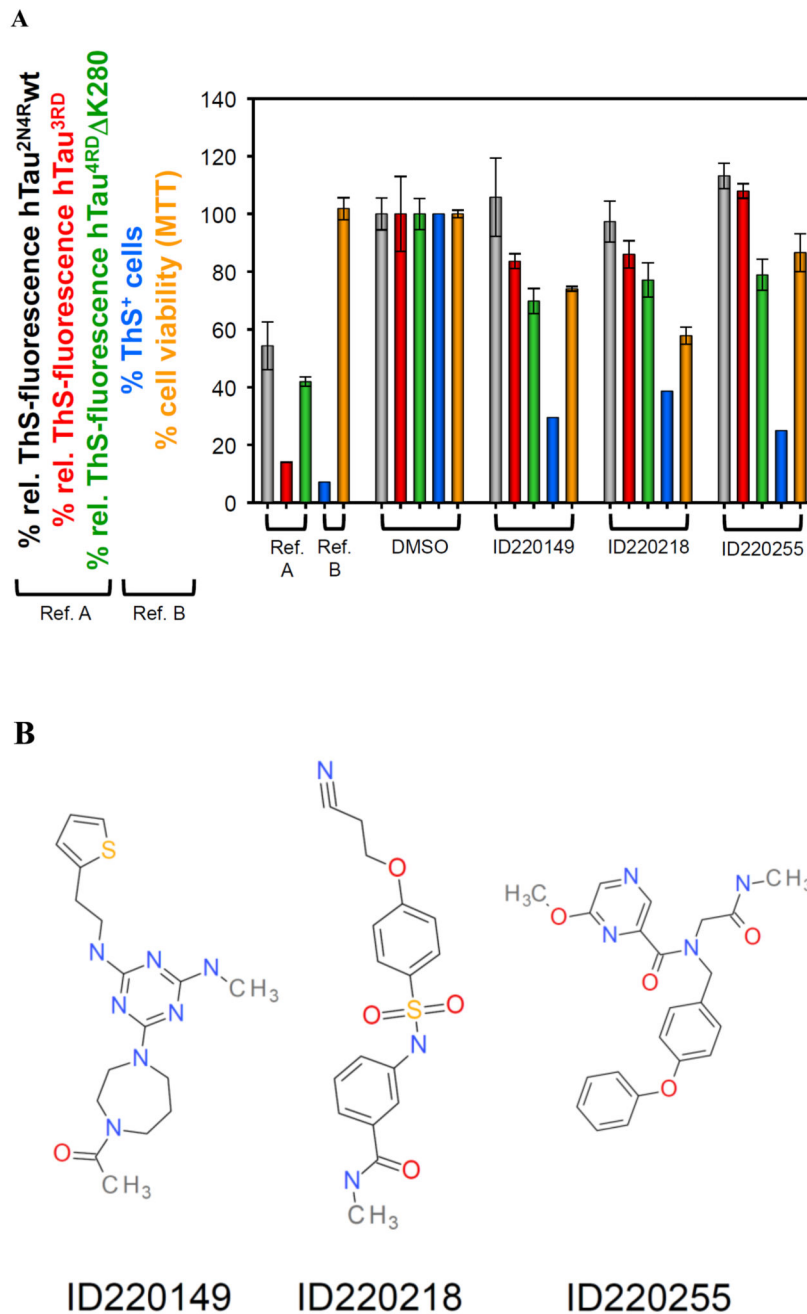 A
% rel. ThS-fluorescence hTau2N4Rwt
% rel. ThS-fluorescence hTau3RD
% rel. ThS-fluorescence hTau4RDΔK280
% ThS+ cells
% cell viability (MTT)
Ref. A
Ref. B
140
120
100
80
60
40
20
0
Ref. A
Ref. B
DMSO
ID220149
ID220218
ID220255
B
S
N
N
N
N
CH3
N
N
N
N
O
CH3
N
O
O
S
O
N
N
O
CH3
N
H3C
O
N
O
N
N
CH3
O
O
ID220149
ID220218
ID220255